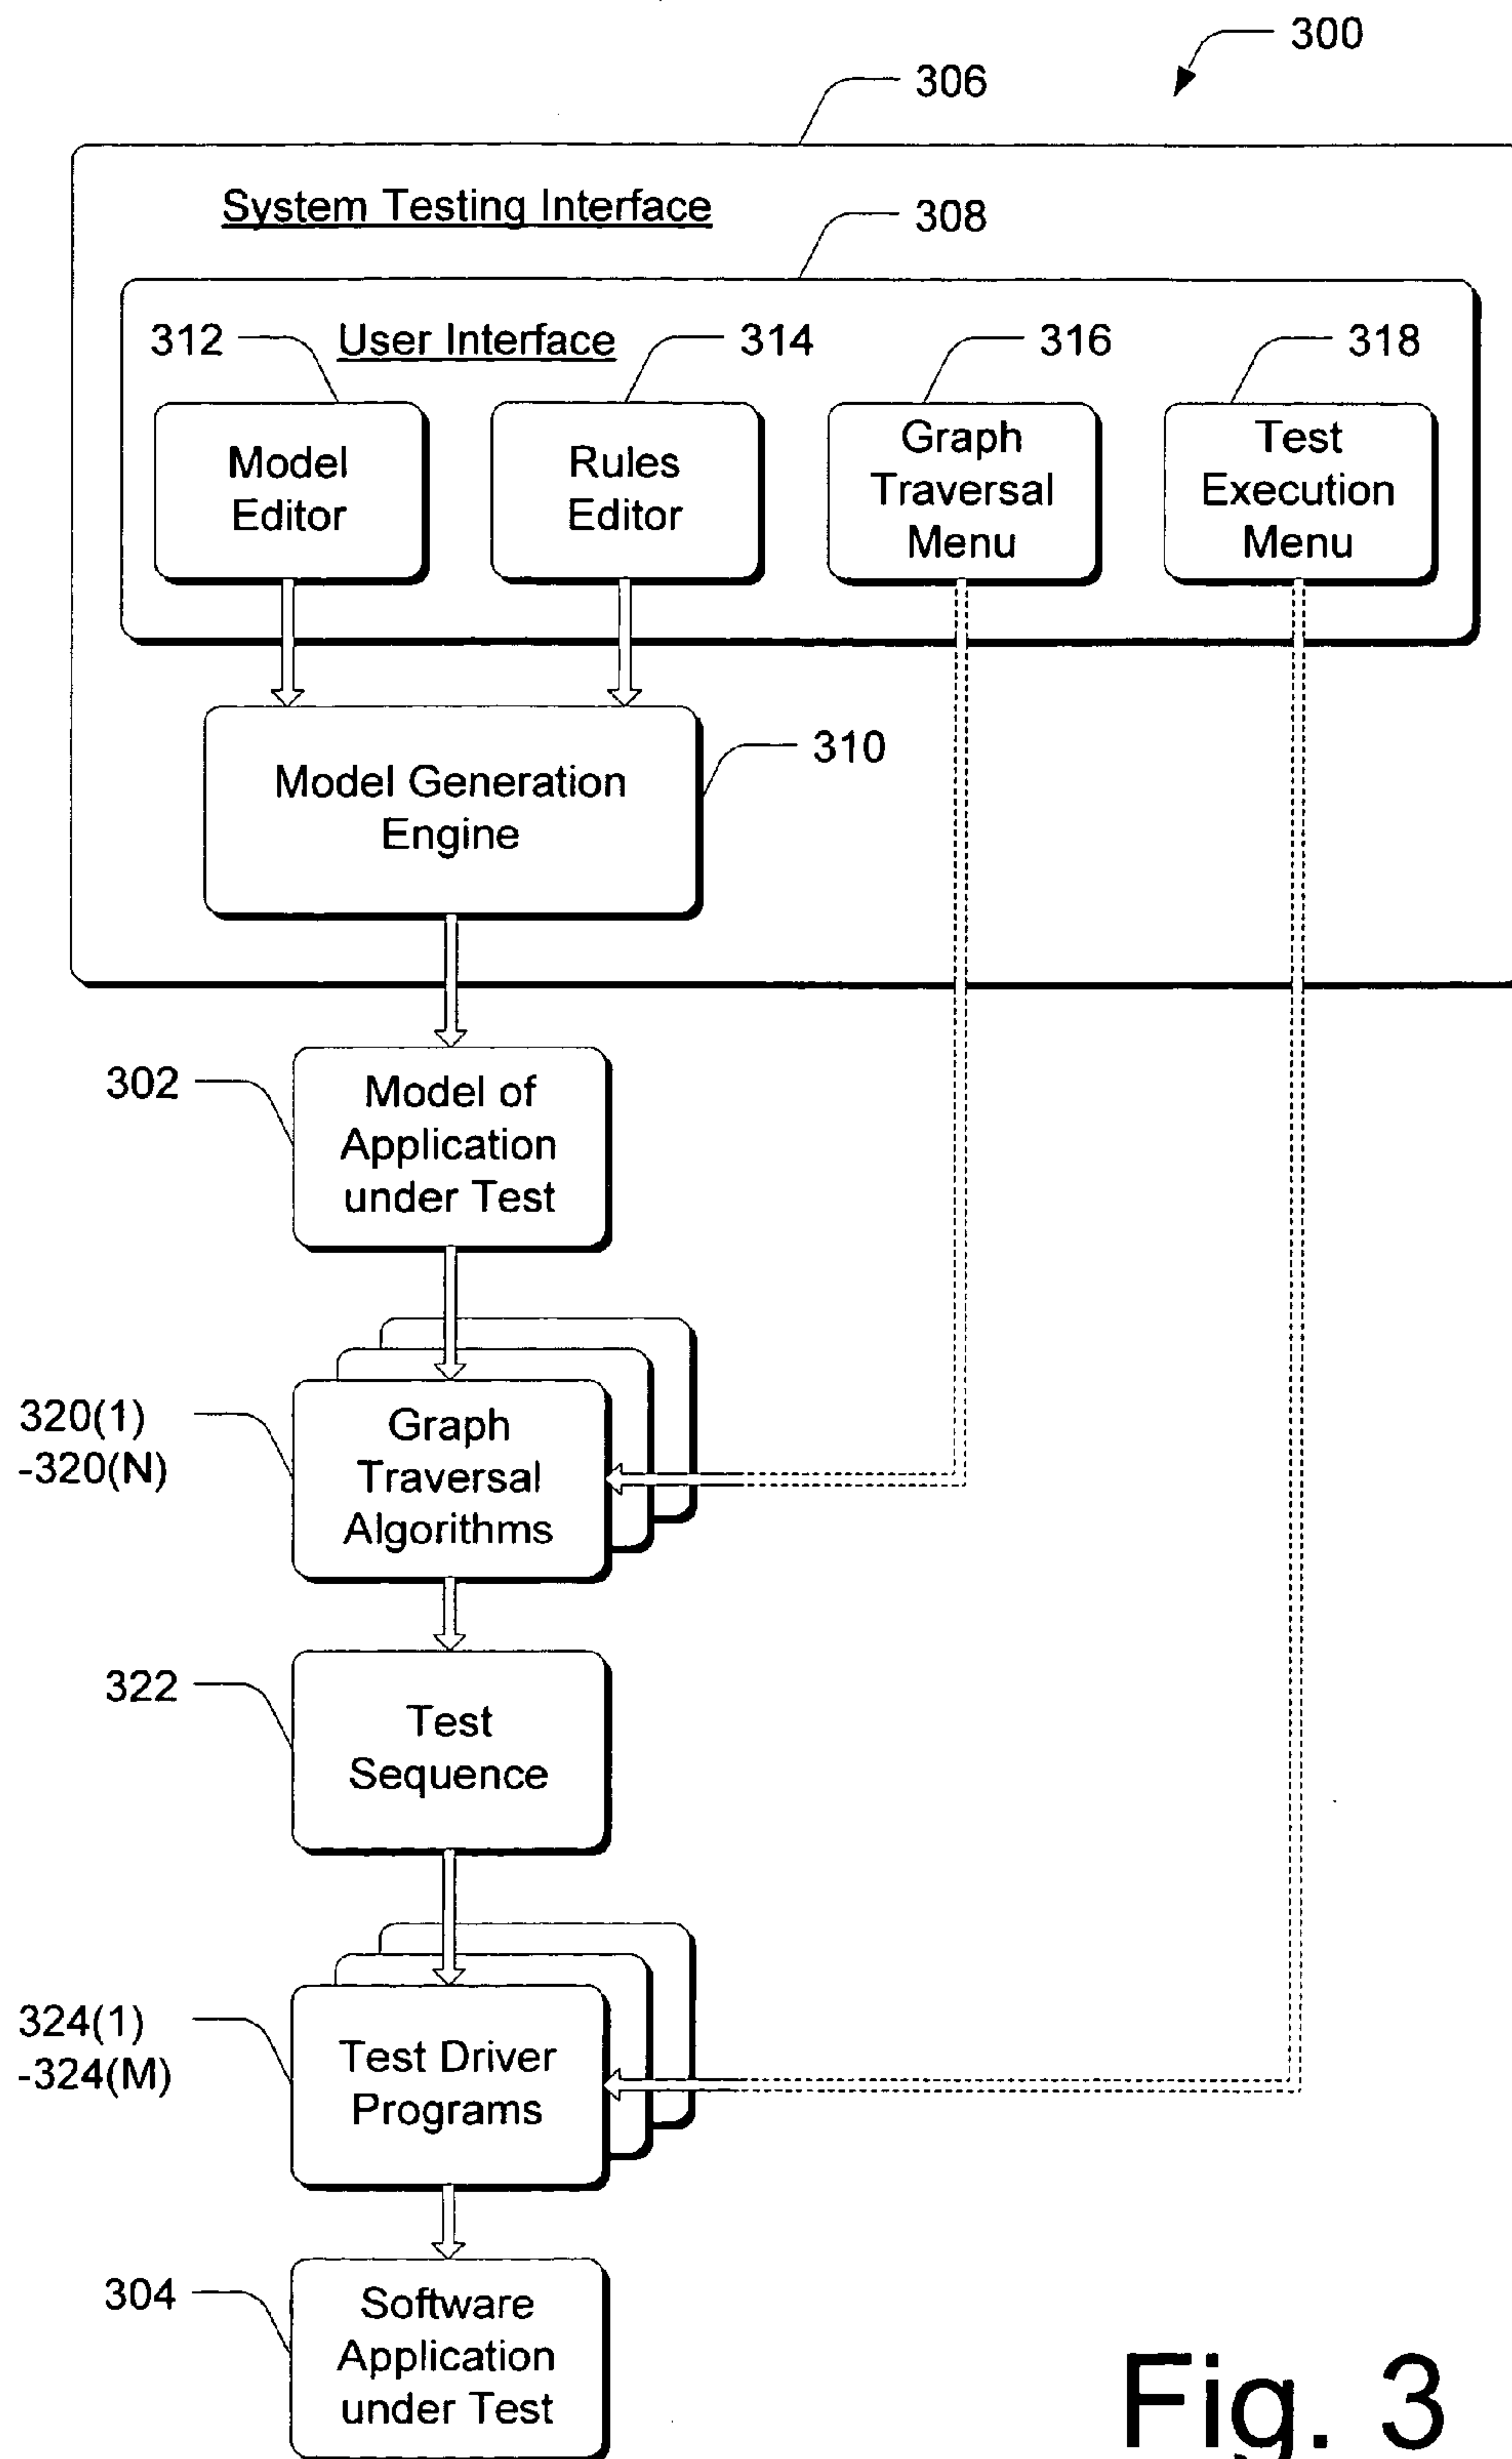 300
306
System Testing Interface
308
312
User Interface
314
316
318
Model
Editor
Rules
Editor
Graph
Traversal
Menu
Test
Execution
Menu
Model Generation
Engine
310
302
Model of
Application
under Test
320(1)
-320(N)
Graph
Traversal
Algorithms
322
Test
Sequence
324(1)
-324(M)
Test Driver
Programs
304
Software
Application
under Test
Fig. 3